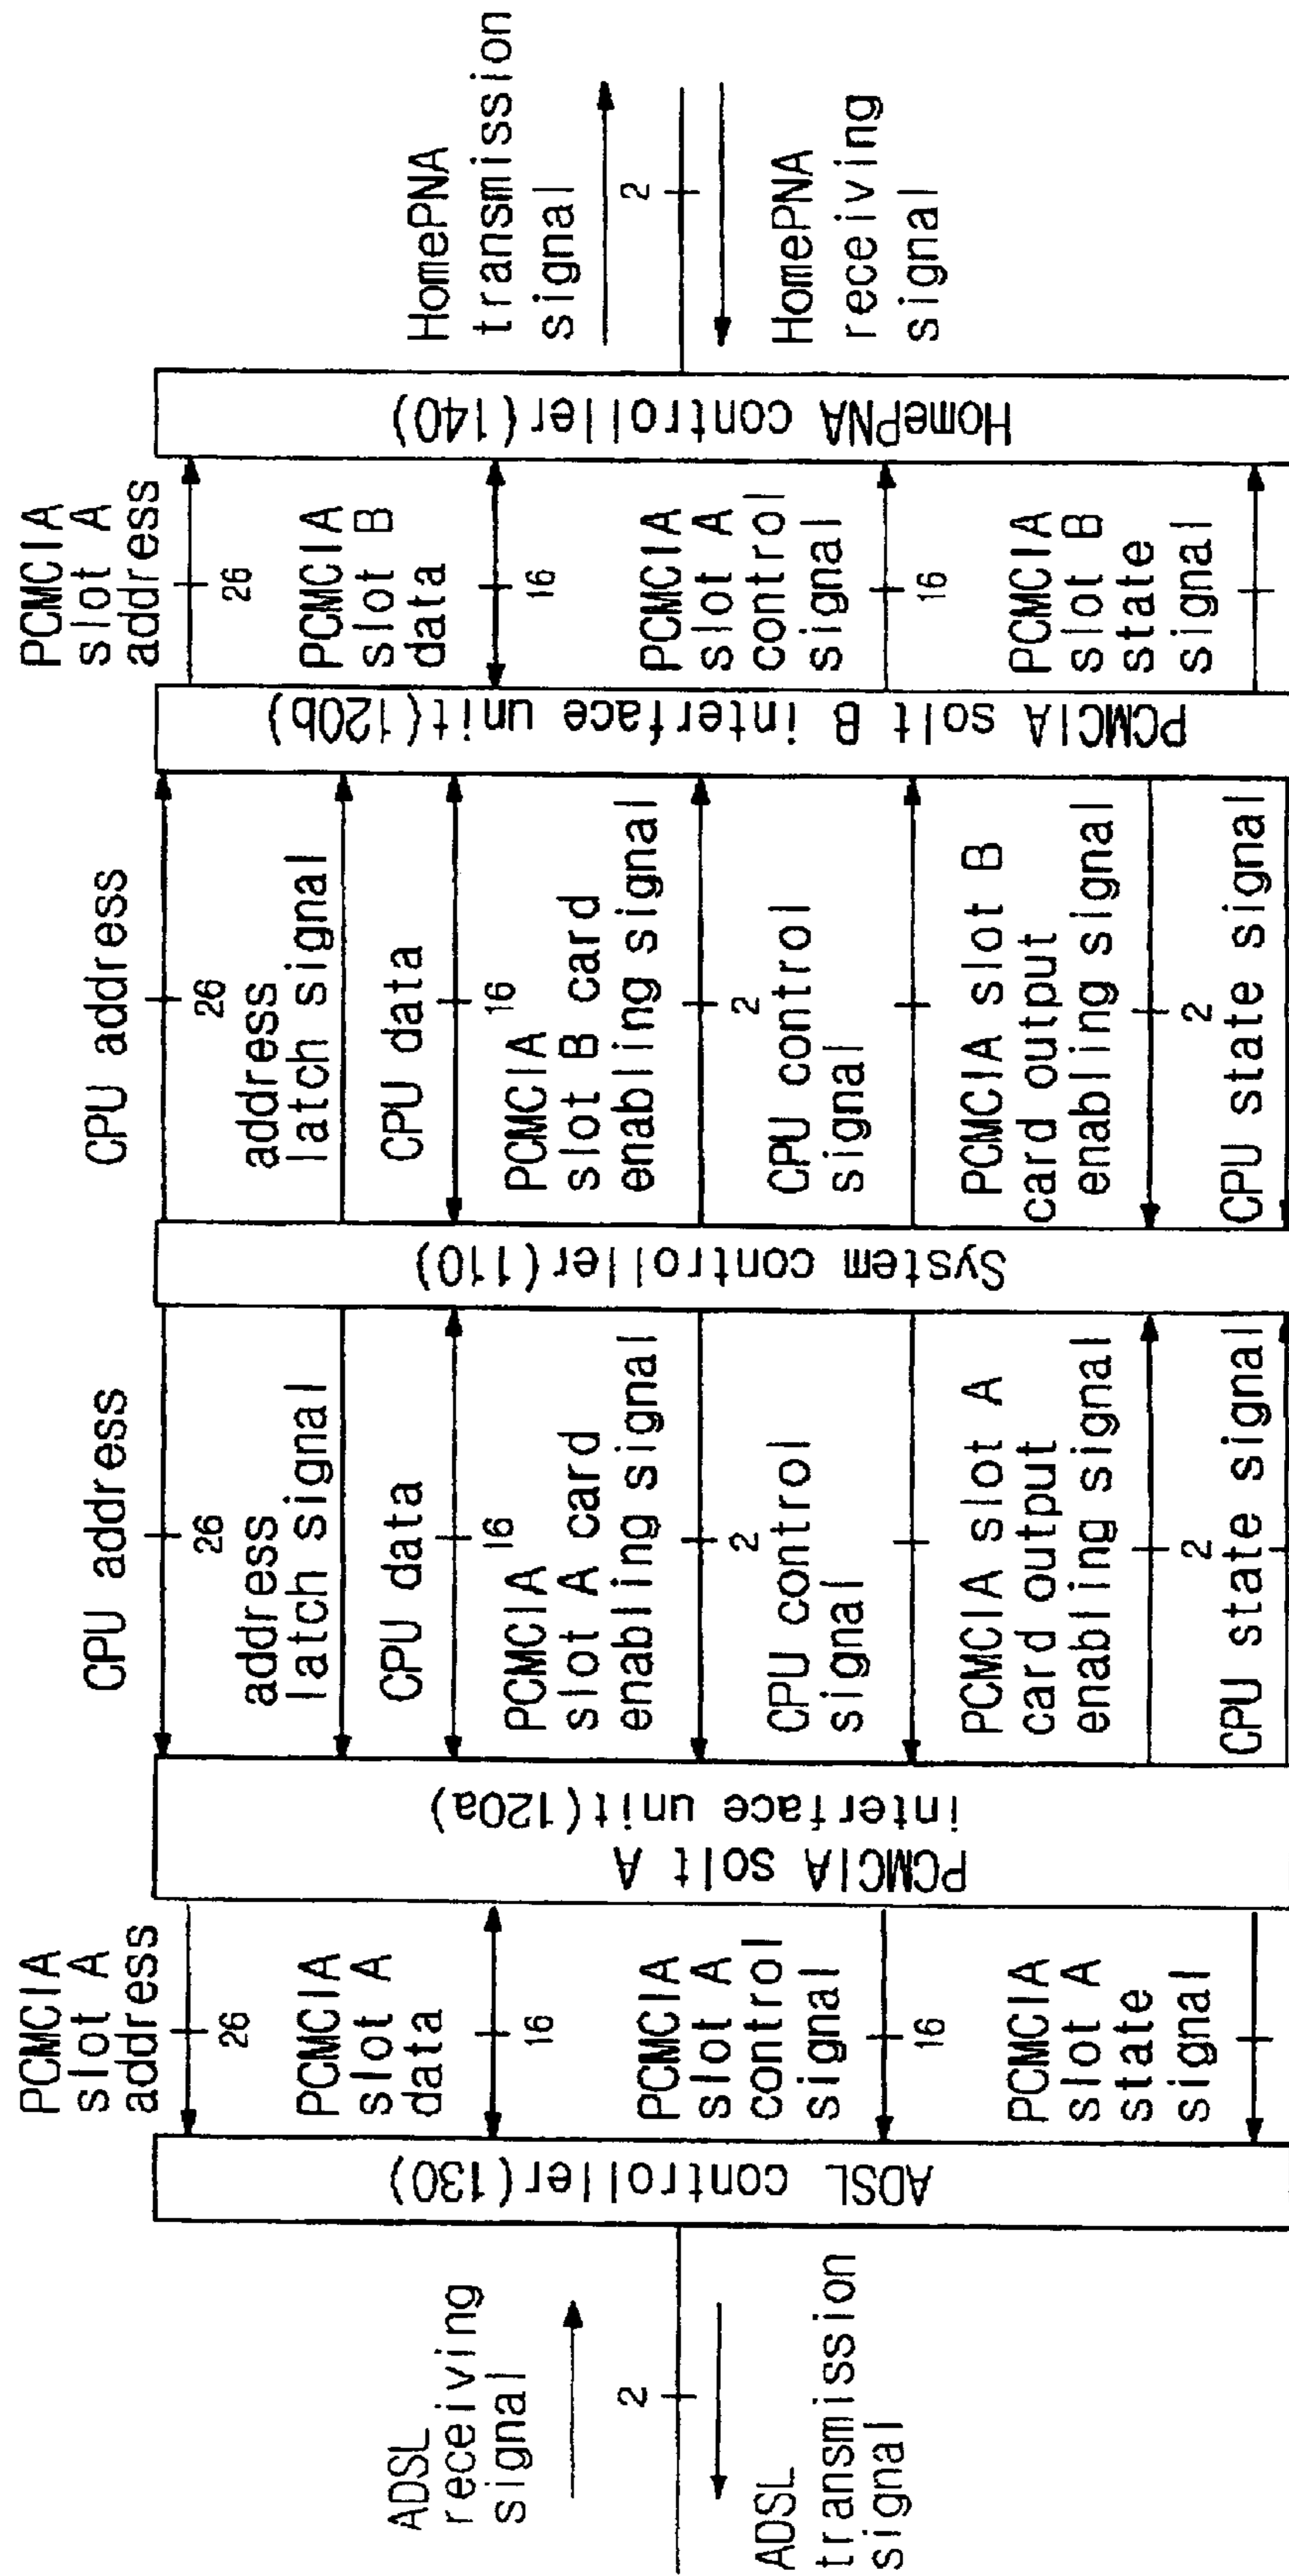 ADSL
receiving
signal
2
ADSL
transmission
signal
ADSL controller(130)
PCMCIA
slot A
address
26
PCMCIA
slot A
data
16
PCMCIA
slot A
control
signal
16
PCMCIA
slot A
state
signal
PCMCIA solt A
interface unit(120a)
CPU address
26
address
latch signal
CPU data
16
PCMCIA
slot A card
enabling signal
2
CPU control
signal
PCMCIA slot A
card output
enabling signal
2
CPU state signal
System controller(110)
CPU address
26
address
latch signal
CPU data
16
PCMCIA
slot B card
enabling signal
2
CPU control
signal
PCMCIA slot B
card output
enabling signal
2
CPU state signal
PCMCIA solt B interface unit(120b)
PCMCIA
slot A
address
26
PCMCIA
slot B
data
16
PCMCIA
slot A
control
signal
16
PCMCIA
slot B
state
signal
HomePNA controller(140)
HomePNA
transmission
signal
2
HomePNA
receiving
signal